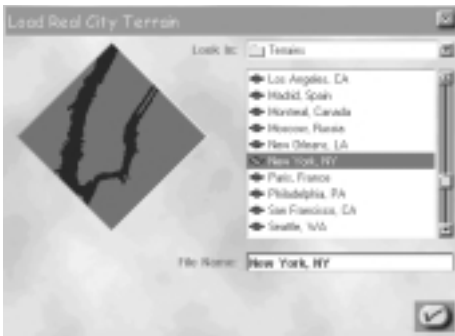 Load Real City Terrain
Look In: Terrains
Los Angeles, CA
Madrid, Spain
Montreal, Canada
Moscow, Russia
New Orleans, LA
New York, NY
Paris, France
Philadelphia, PA
San Francisco, CA
Seattle, WA
File Name: New York, NY